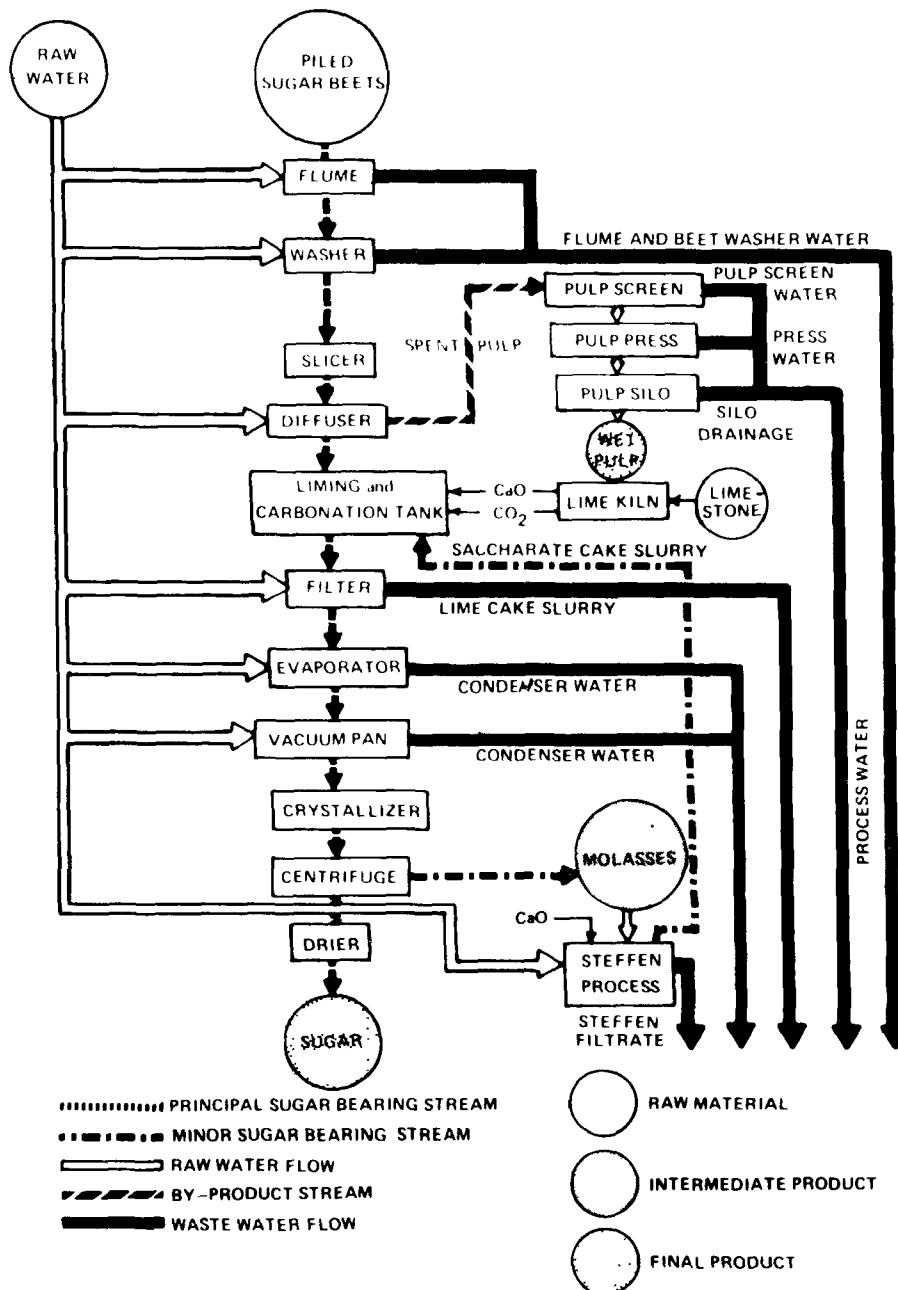 RAW
WATER
PILED
SUGAR BEETS
FLUME
FLUME AND BEET WASHER WATER
WASHER
PULP SCREEN
WATER
PULP SCREEN
SPENT PULP
PULP PRESS
PRESS
WATER
SLICER
PULP SILO
SILO
DRAINAGE
DIFFUSER
WET
PULP
LIMING and
CARBONATION TANK
CaO
CO2
LIME KILN
LIME-
STONE
SACCHARATE CAKE SLURRY
FILTER
LIME CAKE SLURRY
EVAPORATOR
CONDENSER WATER
VACUUM PAN
CONDENSER WATER
PROCESS WATER
CRYSTALLIZER
CENTRIFUGE
MOLASSES
CaO
DRIER
STEFFEN
PROCESS
STEFFEN
FILTRATE
SUGAR
PRINCIPAL SUGAR BEARING STREAM
MINOR SUGAR BEARING STREAM
RAW WATER FLOW
BY-PRODUCT STREAM
WASTE WATER FLOW
RAW MATERIAL
INTERMEDIATE PRODUCT
FINAL PRODUCT